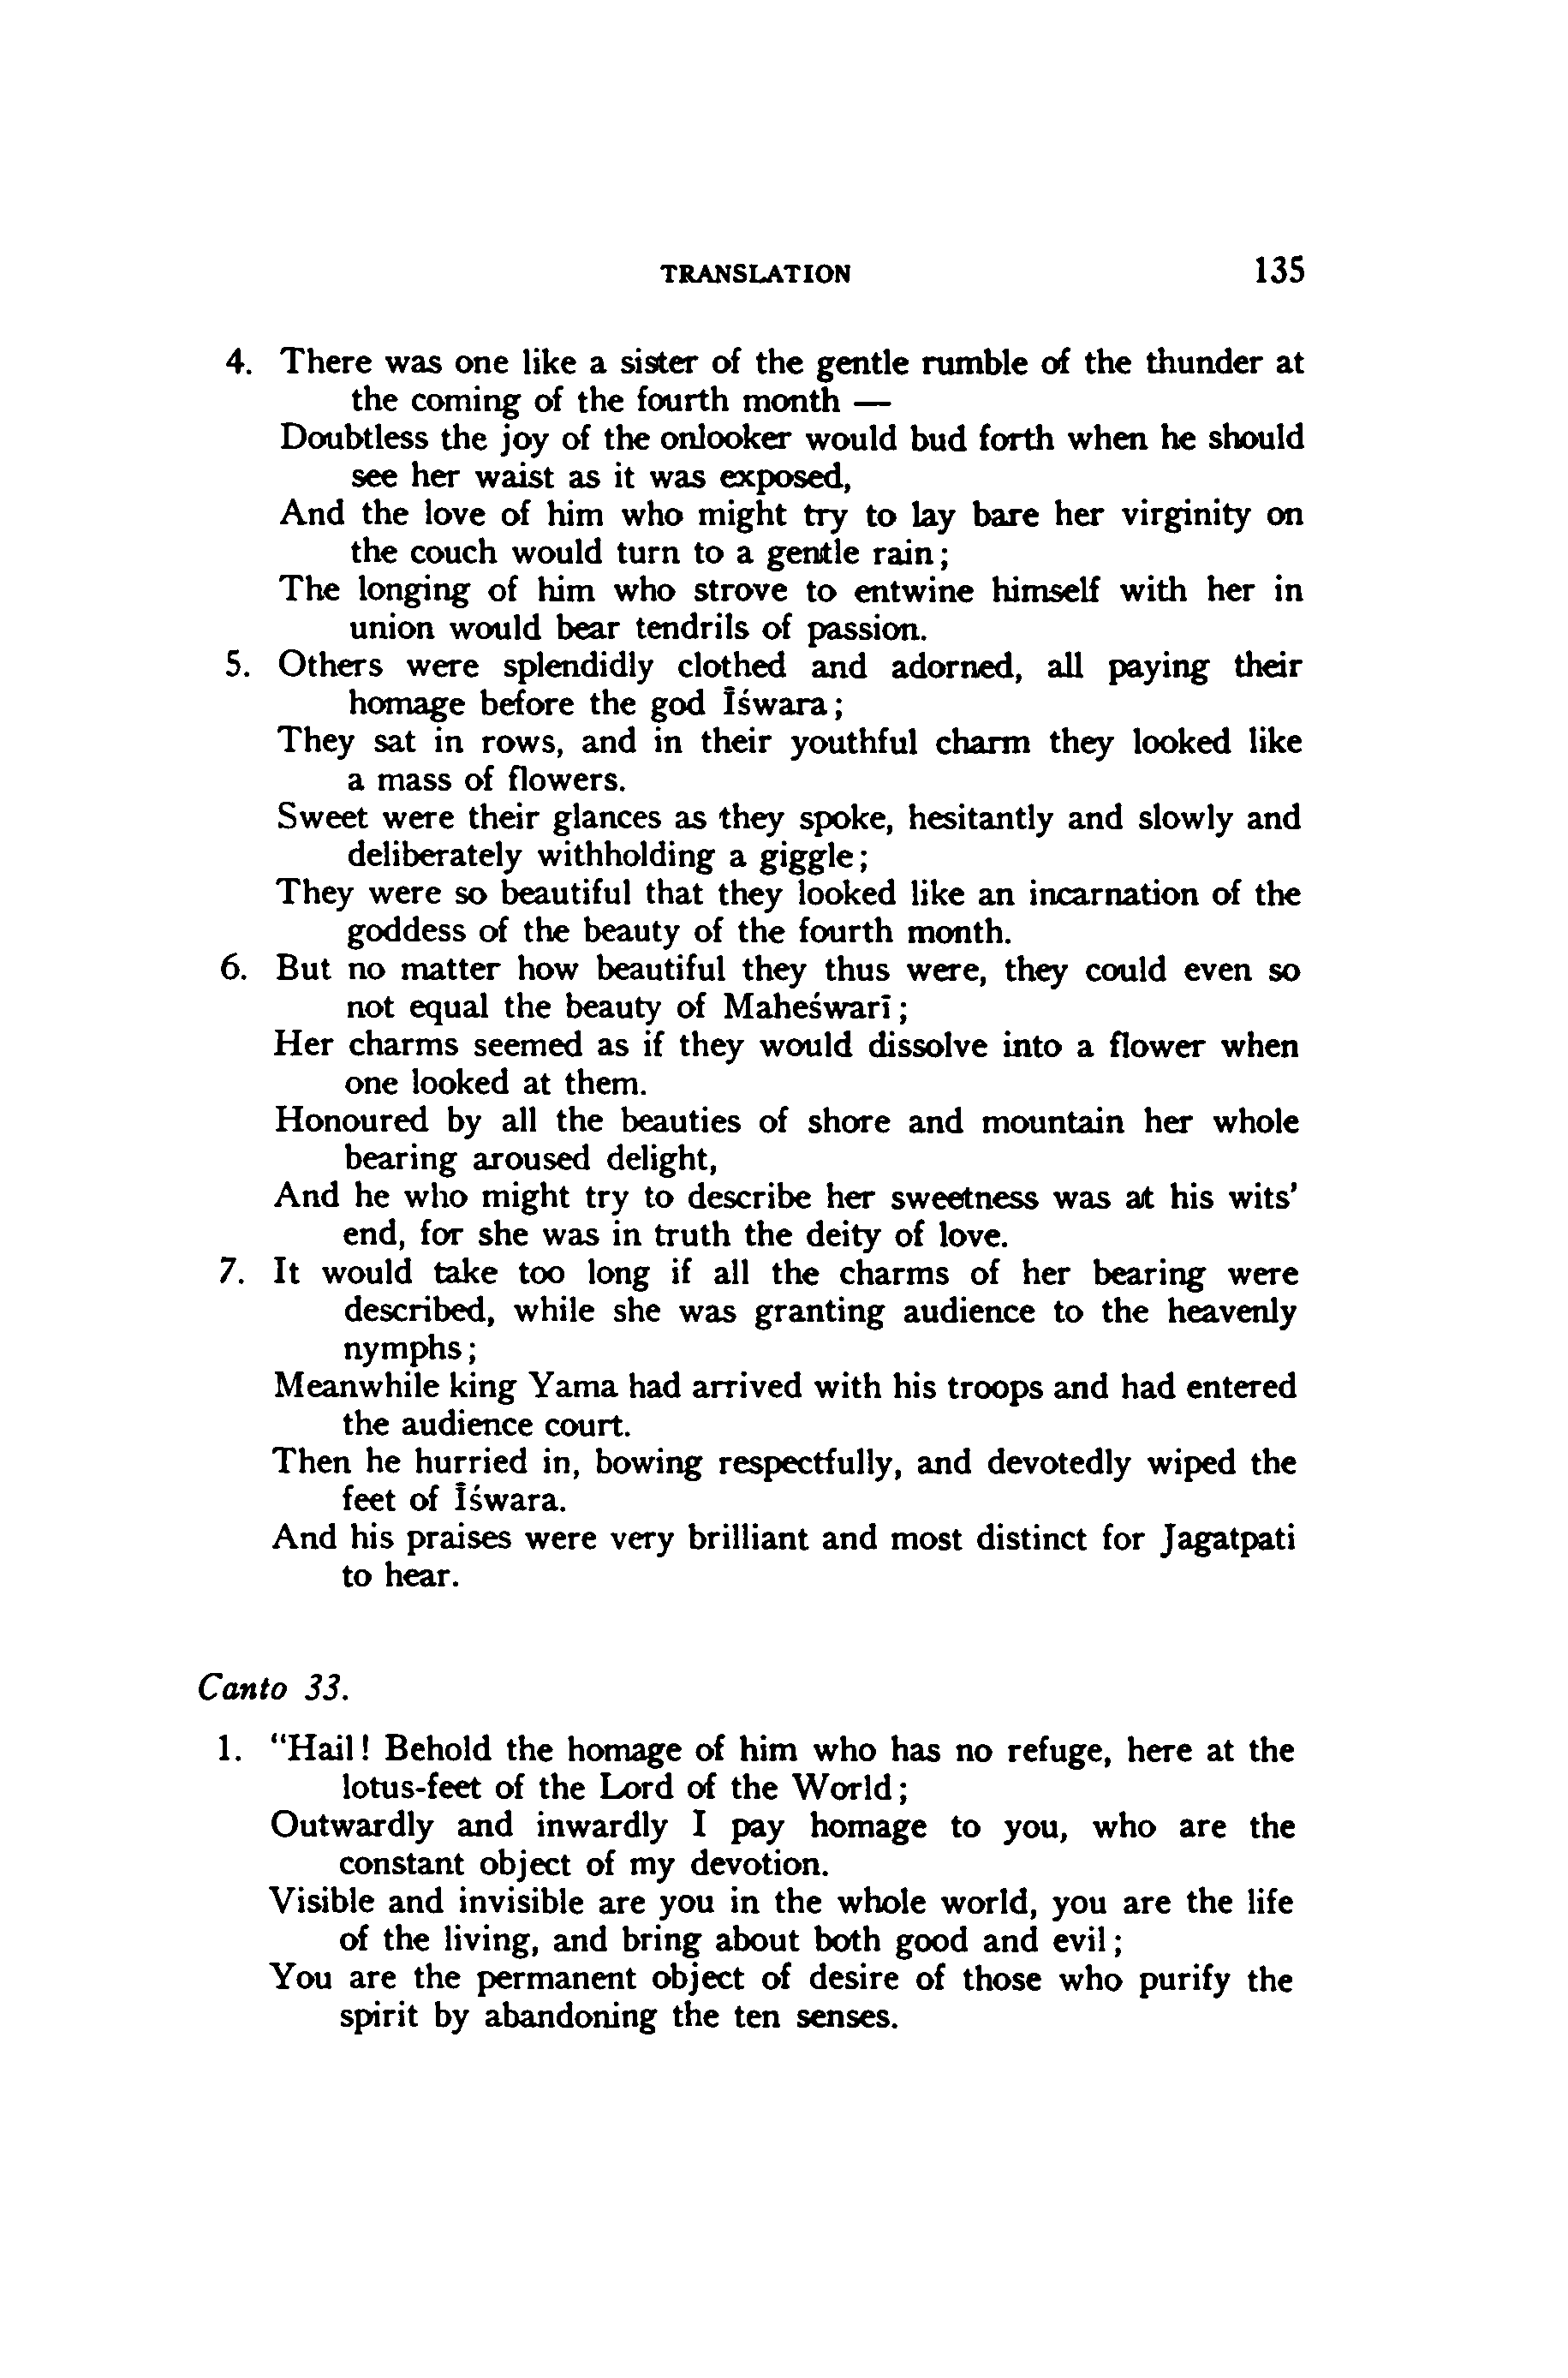 TRANSLATION 135
4. There was one like a sister of the gentle rumble of the thunder at
the coming of the fourth month —
Doubtless the joy of the onlooker would bud forth when he should
see her waist as it was exposed,
And the love of him who might try to lay bare her virginity on
the couch would turn to a gentle rain;
The longing of him who strove to entwine himself with her in
union would bear tendrils of passion.
5. Others were splendidly clothed and adorned, all paying their
homage before the god Īśwara;
They sat in rows, and in their youthful charm they looked like
a mass of flowers.
Sweet were their glances as they spoke, hesitantly and slowly and
deliberately withholding a giggle;
They were so beautiful that they looked like an incarnation of the
goddess of the beauty of the fourth month.
6. But no matter how beautiful they thus were, they could even so
not equal the beauty of Maheśwarī;
Her charms seemed as if they would dissolve into a flower when
one looked at them.
Honoured by all the beauties of shore and mountain her whole
bearing aroused delight,
And he who might try to describe her sweetness was at his wits'
end, for she was in truth the deity of love.
7. It would take too long if all the charms of her bearing were
described, while she was granting audience to the heavenly
nymphs;
Meanwhile king Yama had arrived with his troops and had entered
the audience court.
Then he hurried in, bowing respectfully, and devotedly wiped the
feet of Īśwara.
And his praises were very brilliant and most distinct for Jagatpati
to hear.
Canto 33.
1. "Hail! Behold the homage of him who has no refuge, here at the
lotus-feet of the Lord of the World;
Outwardly and inwardly I pay homage to you, who are the
constant object of my devotion.
Visible and invisible are you in the whole world, you are the life
of the living, and bring about both good and evil;
You are the permanent object of desire of those who purify the
spirit by abandoning the ten senses.